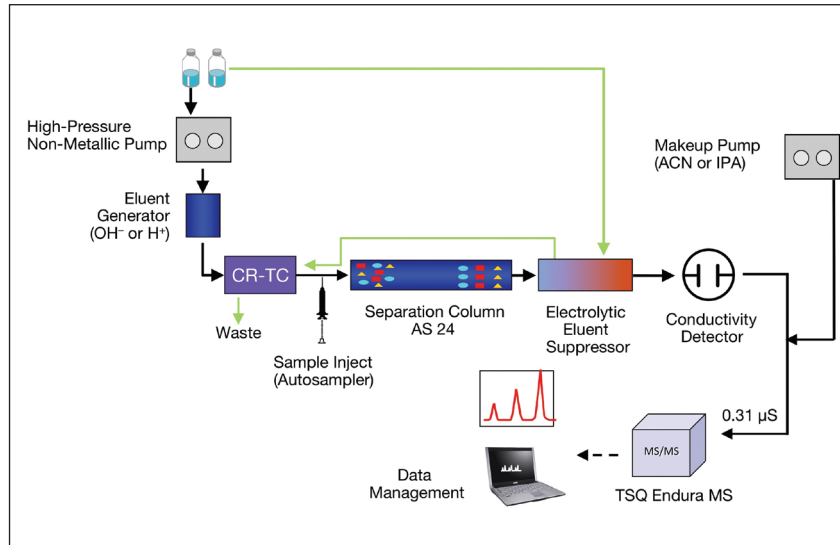 High-Pressure
Non-Metallic Pump
Makeup Pump
(ACN or IPA)
Eluent
Generator
(OH⁻ or H⁺)
CR-TC
Waste
Sample Inject
(Autosampler)
Separation Column
AS 24
Electrolytic
Eluent
Suppressor
Conductivity
Detector
0.31 µS
MS/MS
TSQ Endura MS
Data
Management